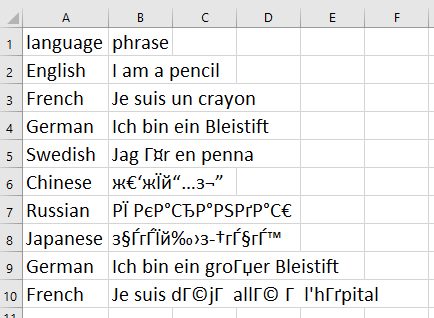 A B C D E F
1 language phrase
2 English I am a pencil
3 French Je suis un crayon
4 German Ich bin ein Bleistift
5 Swedish Jag Г¤r en penna
6 Chinese ж€‘жЇй“…з¬”
7 Russian РЇ РєР°СЂР°РЅРґР°С€
8 Japanese з§ЃгЃЇй‰›з-†гЃ§гЃ™
9 German Ich bin ein groГџer Bleistift
10 French Je suis dГ©jГ  allГ© Г  l'hГґpital
11